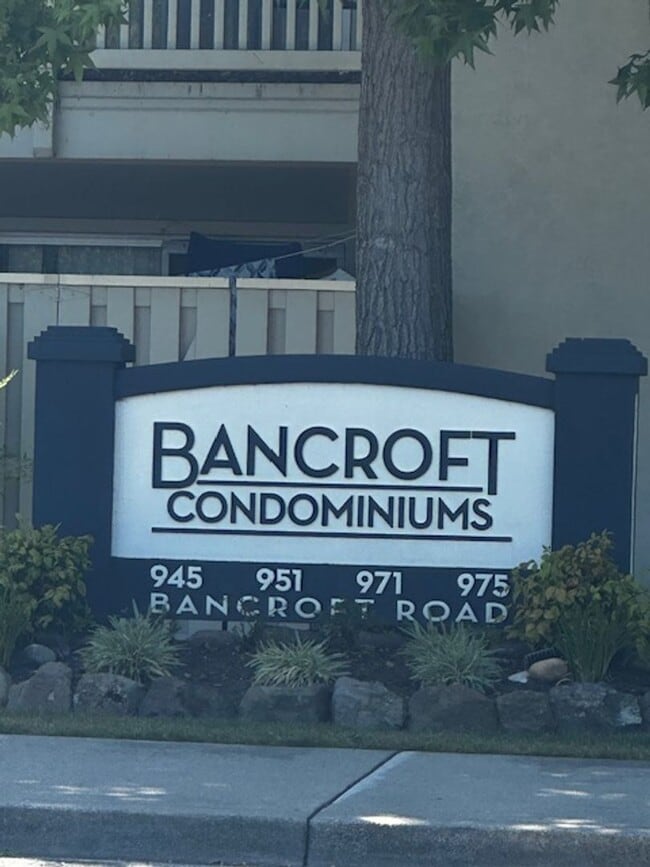 BANCROFT
CONDOMINIUMS
945 951 971 975
BANCROFT ROAD